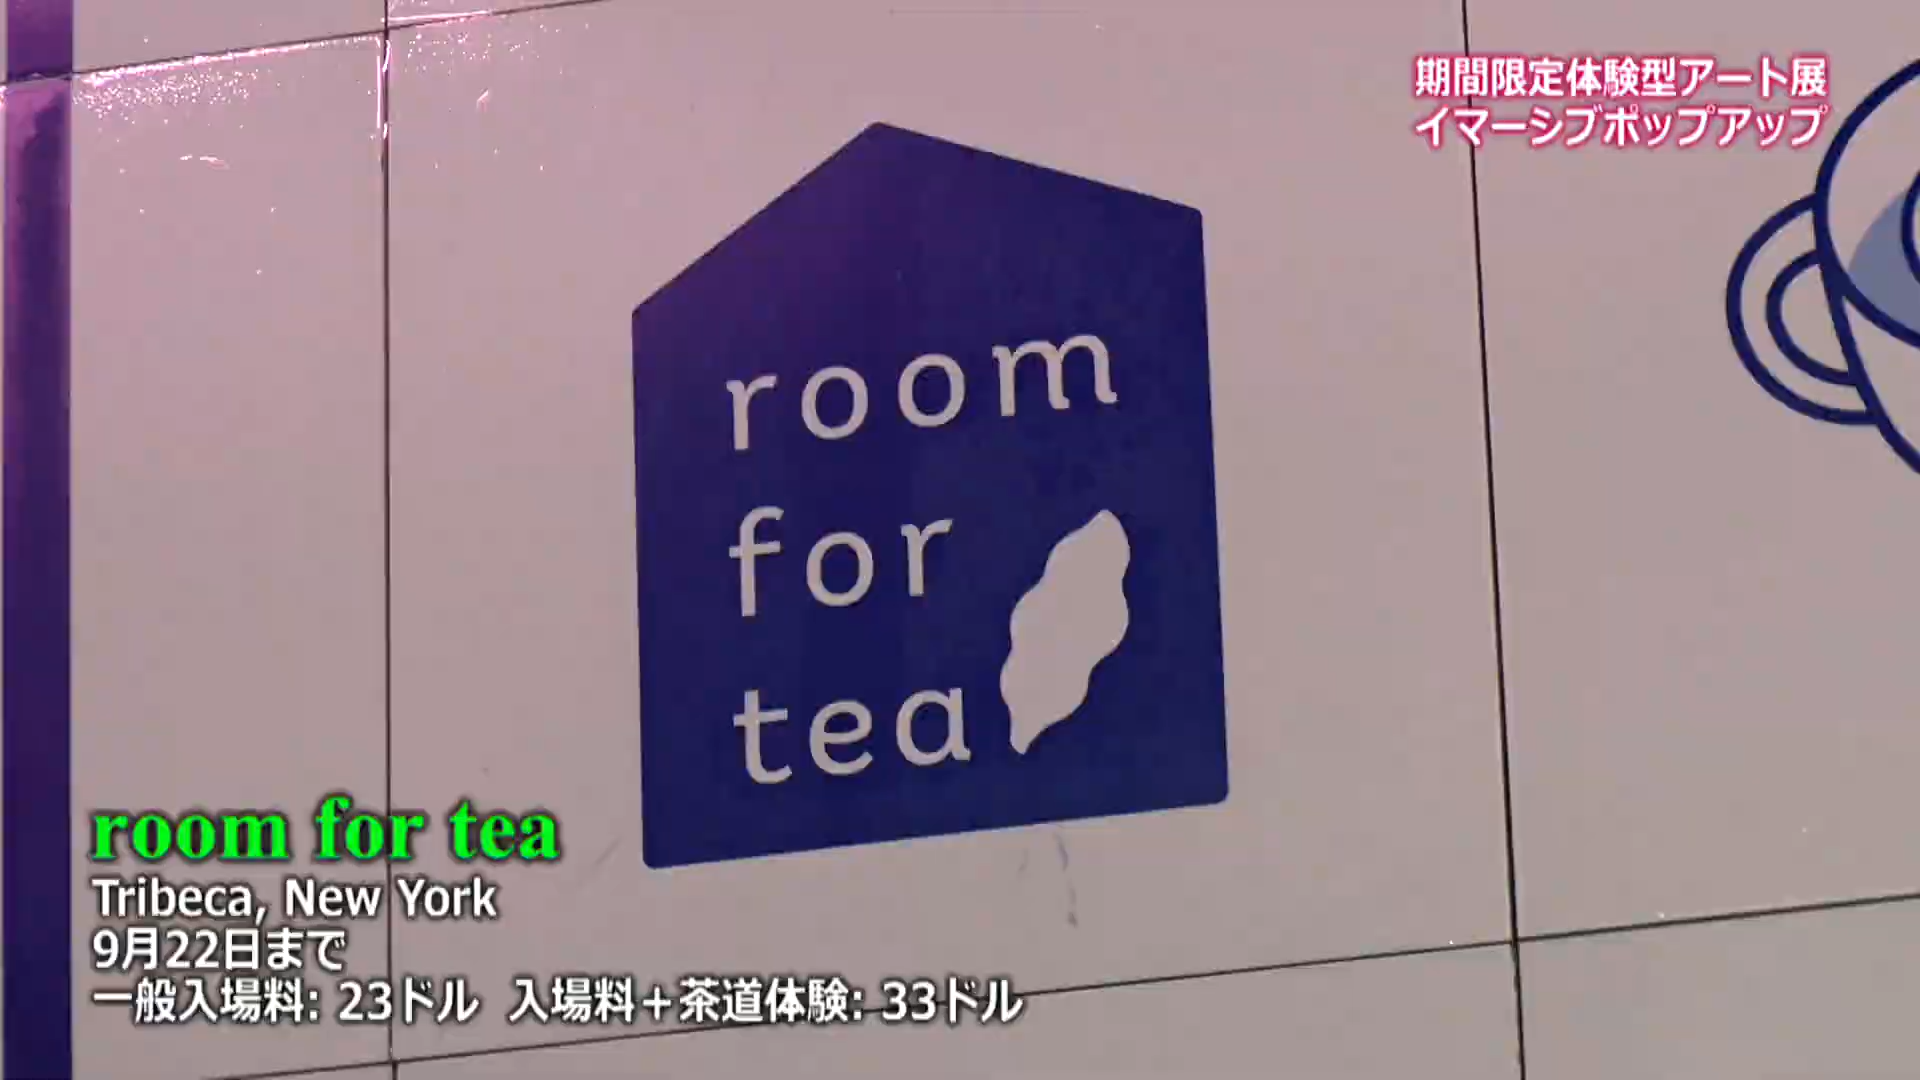 期間限定体験型アート展
イマーシブポップアップ
room
for
tea
room for tea
Tribeca, New York
9月22日まで
一般入場料: 23ドル 入場料+茶道体験: 33ドル